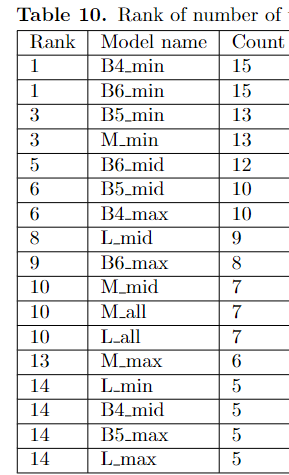 Table 10. Rank of number of
Rank Model name Count
1 B4_min 15
1 B6_min 15
3 B5_min 13
3 M_min 13
5 B6_mid 12
6 B5_mid 10
6 B4_max 10
8 L_mid 9
9 B6_max 8
10 M_mid 7
10 M_all 7
10 L_all 7
13 M_max 6
14 L_min 5
14 B4_mid 5
14 B5_max 5
14 L_max 5